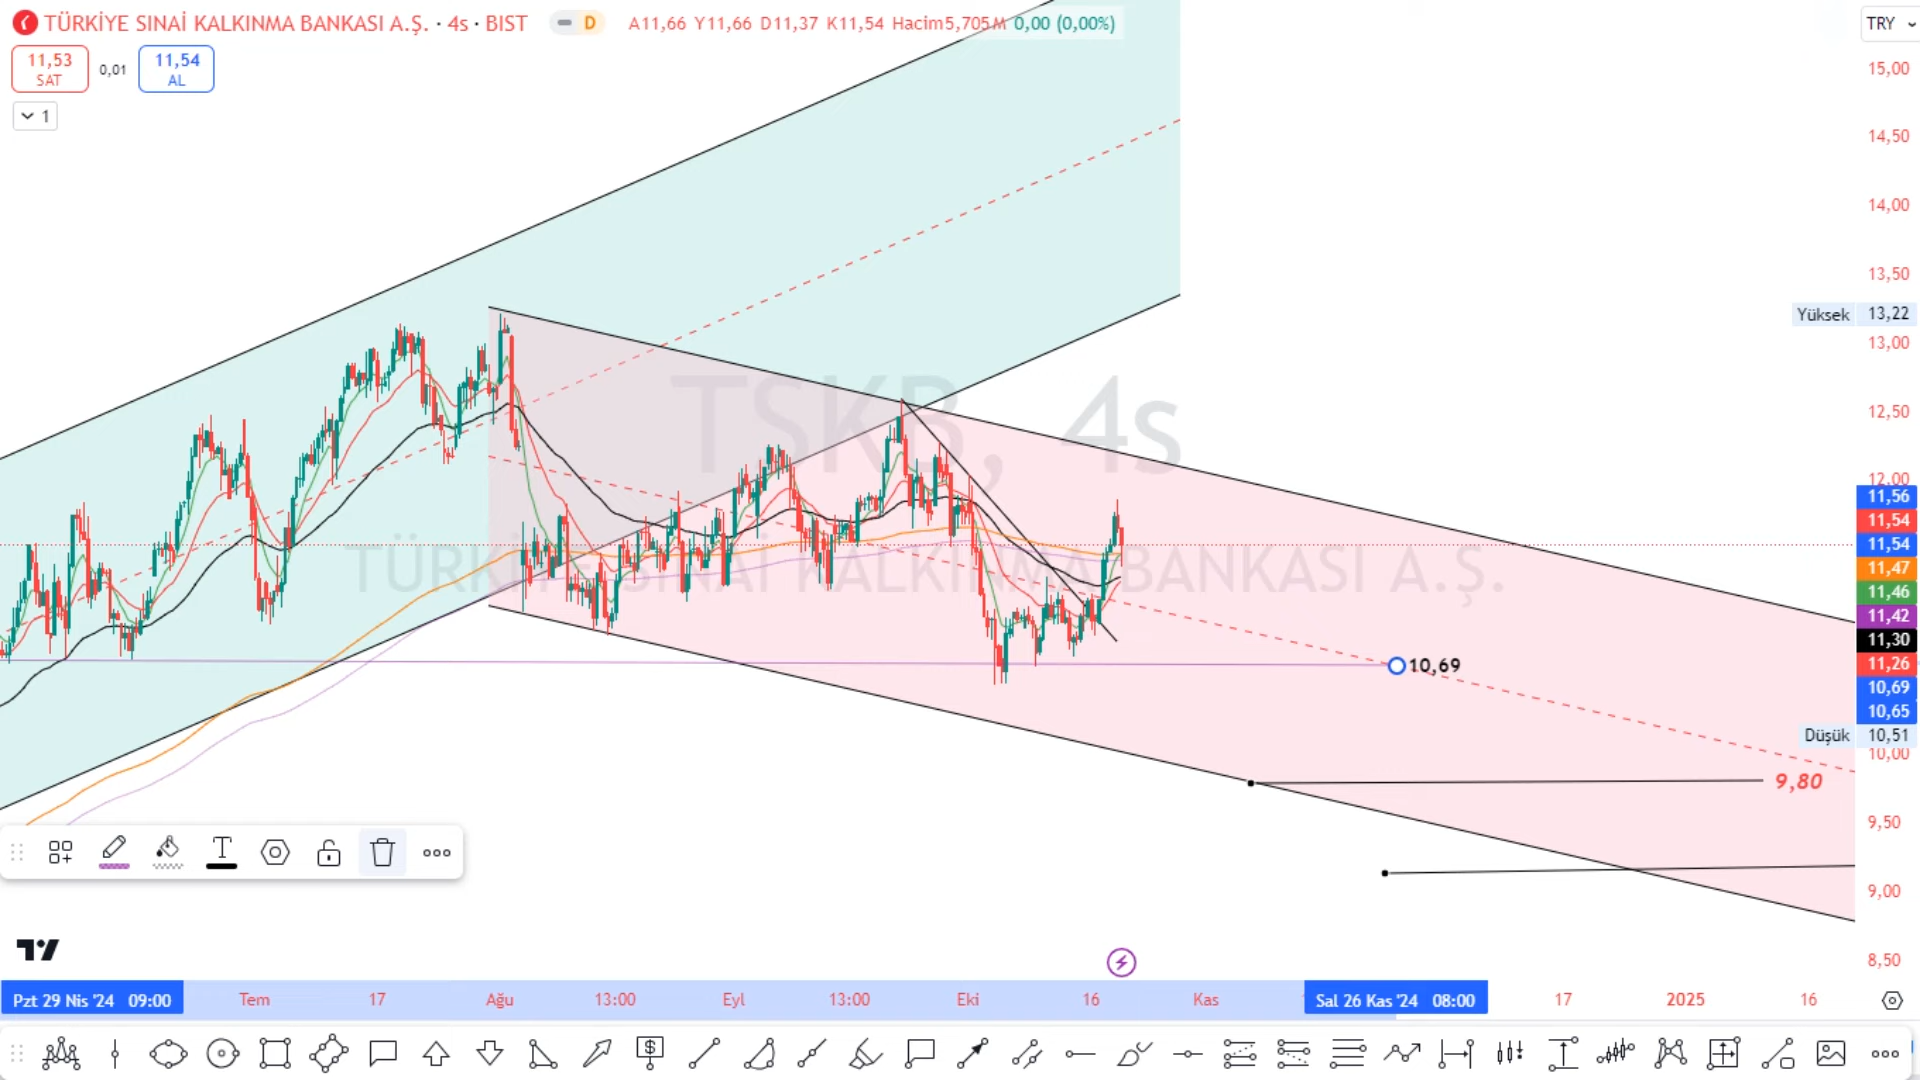 TÜRKİYE SINAİ KALKINMA BANKASI A.Ş. · 4s · BIST D A11,66 Y11,66 D11,37 K11,54 Hacim5,705M 0,00 (0,00%)
TRY
11,53
SAT
0,01
11,54
AL
1
15,00
14,50
14,00
13,50
Yüksek 13,22
13,00
12,50
12,00
11,56
11,54
11,54
11,47
11,46
11,42
11,30
11,26
10,69
10,65
Düşük 10,51
10,00
9,50
9,00
8,50
TSKB, 4s
TÜRKİYE SINAİ KALKINMA BANKASI A.Ş.
10,69
9,80
T
Pzt 29 Nis '24 09:00 Tem 17 Ağu 13:00 Eyl 13:00 Eki 16 Kas Sal 26 Kas '24 08:00 17 2025 16